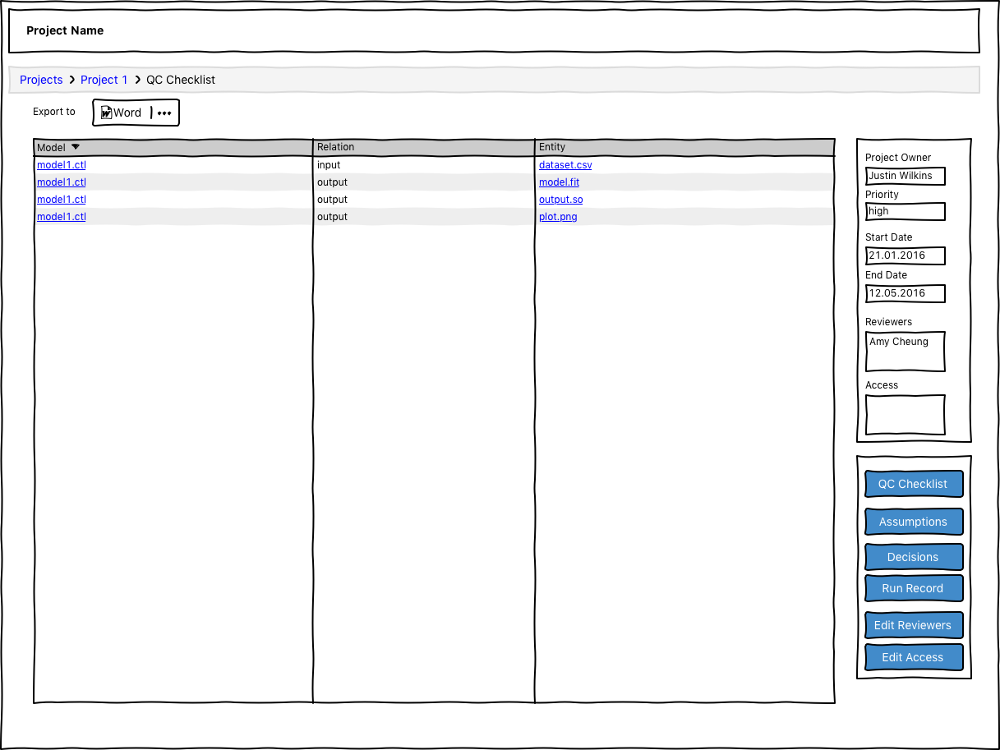 Project Name
Projects > Project 1 > QC Checklist
Export to Word | •••
Model Relation Entity
model1.ctl input dataset.csv
model1.ctl output model.fit
model1.ctl output output.so
model1.ctl output plot.png
Project Owner
Justin Wilkins
Priority
high
Start Date
21.01.2016
End Date
12.05.2016
Reviewers
Amy Cheung
Access
QC Checklist
Assumptions
Decisions
Run Record
Edit Reviewers
Edit Access